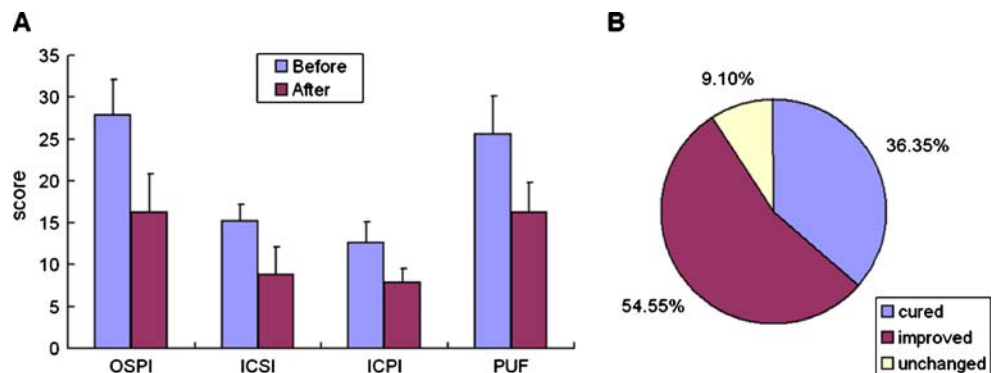 A
35
30
25
20
15
10
5
0
score
Before
After
OSPI ICSI ICPI PUF
B
9.10%
36.35%
54.55%
cured
improved
unchanged